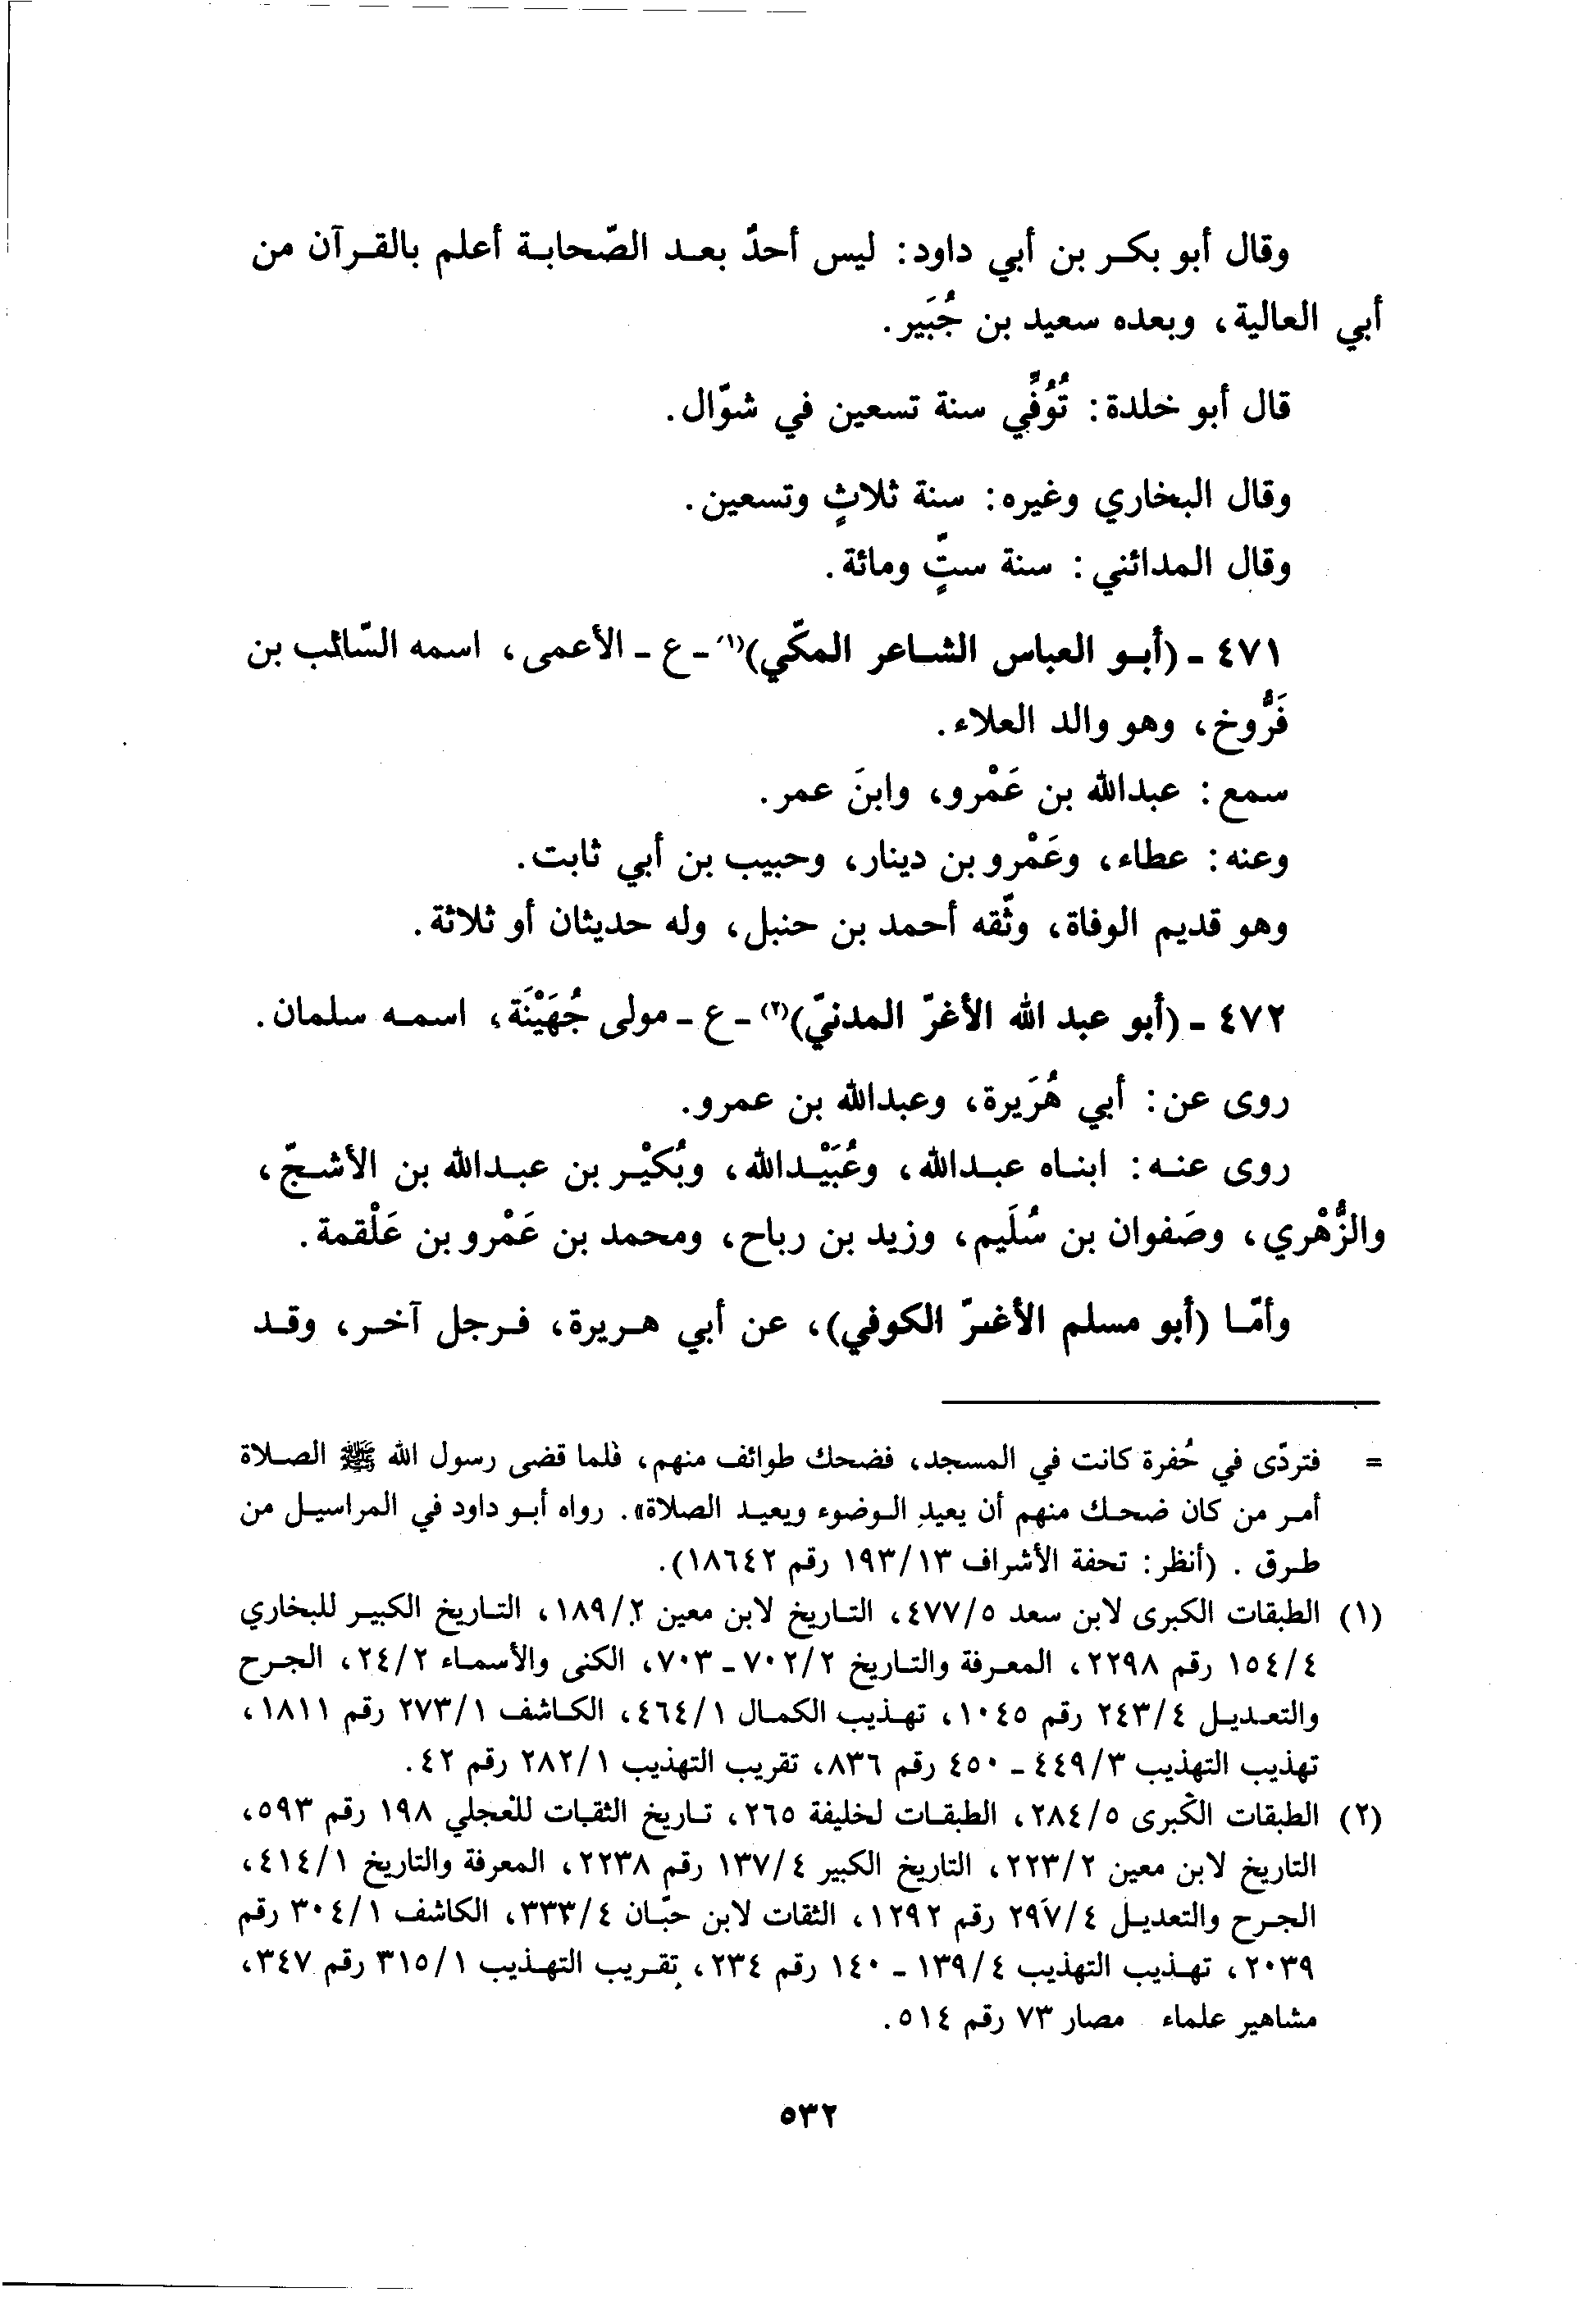 وقال أبو بكر بن أبي داود: ليس أحدٌ بعد الصّحابة أعلم بالقرآن من
أبي العالية، وبعده سعيد بن جُبَير.
قال أبو خلدة: تُوُفِّي سنة تسعين في شوّال.
وقال البخاري وغيره: سنة ثلاثٍ وتسعين.
وقال المدائني: سنة ستٍّ ومائة.
٤٧١ - (أبو العباس الشاعر المكّي)(١) - ع - الأعمى، اسمه السّائب بن
فَرُّوخ، وهو والد العلاء.
سمع: عبدالله بن عَمْرو، وابنَ عمر.
وعنه: عطاء، وعَمْرو بن دينار، وحبيب بن أبي ثابت.
وهو قديم الوفاة، وثّقه أحمد بن حنبل، وله حديثان أو ثلاثة.
٤٧٢ - (أبو عبد الله الأغرّ المدنيّ)(٢) - ع - مولى جُهَيْنَة، اسمه سلمان.
روى عن: أبي هُرَيرة، وعبدالله بن عمرو.
روى عنه: ابناه عبدالله، وعُبَيْدالله، وبُكَيْر بن عبدالله بن الأشجّ،
والزُّهْري، وصَفوان بن سُلَيم، وزيد بن رباح، ومحمد بن عَمْرو بن عَلْقمة.
وأمّا (أبو مسلم الأغرّ الكوفي)، عن أبي هريرة، فرجل آخر، وقد
= فتردّى في حُفرة كانت في المسجد، فضحك طوائف منهم، فلما قضى رسول الله ﷺ الصلاة
أمر من كان ضحك منهم أن يعيد الوضوء ويعيد الصلاة». رواه أبو داود في المراسيل من
طرق . (أنظر: تحفة الأشراف ١٩٣/١٣ رقم ١٨٦٤٢).
(١) الطبقات الكبرى لابن سعد ٤٧٧/٥، التاريخ لابن معين ١٨٩/٢، التاريخ الكبير للبخاري
١٥٤/٤ رقم ٢٢٩٨، المعرفة والتاريخ ٧٠٢/٢ - ٧٠٣، الكنى والأسماء ٢٤/٢، الجرح
والتعديل ٢٤٣/٤ رقم ١٠٤٥، تهذيب الكمال ٤٦٤/١، الكاشف ٢٧٣/١ رقم ١٨١١،
تهذيب التهذيب ٤٤٩/٣ - ٤٥٠ رقم ٨٣٦، تقريب التهذيب ٢٨٢/١ رقم ٤٢.
(٢) الطبقات الكبرى ٢٨٤/٥، الطبقات لخليفة ٢٦٥، تاريخ الثقات للعجلي ١٩٨ رقم ٥٩٣،
التاريخ لابن معين ٢٢٣/٢، التاريخ الكبير ١٣٧/٤ رقم ٢٢٣٨، المعرفة والتاريخ ٤١٤/١،
الجرح والتعديل ٢٩٧/٤ رقم ١٢٩٢، الثقات لابن حبّان ٣٣٣/٤، الكاشف ٣٠٤/١ رقم
٢٠٣٩، تهذيب التهذيب ١٣٩/٤ - ١٤٠ رقم ٢٣٤، تقريب التهذيب ٣١٥/١ رقم ٣٤٧،
مشاهير علماء مصار ٧٣ رقم ٥١٤.
٥٣٢